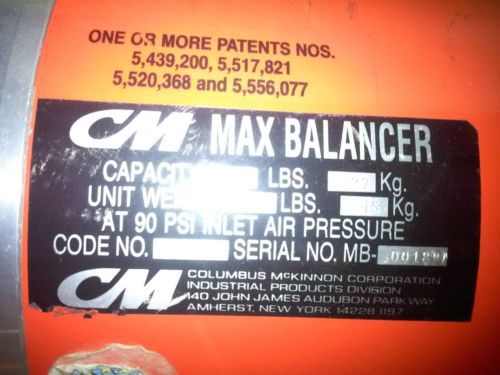 ONE OR MORE PATENTS NOS.
5,439,200, 5,517,821
5,520,368 and 5,556,077
CM MAX BALANCER
CAPACITY LBS. Kg.
UNIT LBS. Kg.
AT 90 PSI INLET AIR PRESSURE
CODE NO. SERIAL NO. MB-
CM COLUMBUS McKINNON CORPORATION
INDUSTRIAL PRODUCTS DIVISION
140 JOHN JAMES AUDUBON PARKWAY
AMHERST, NEW YORK 14228-1197